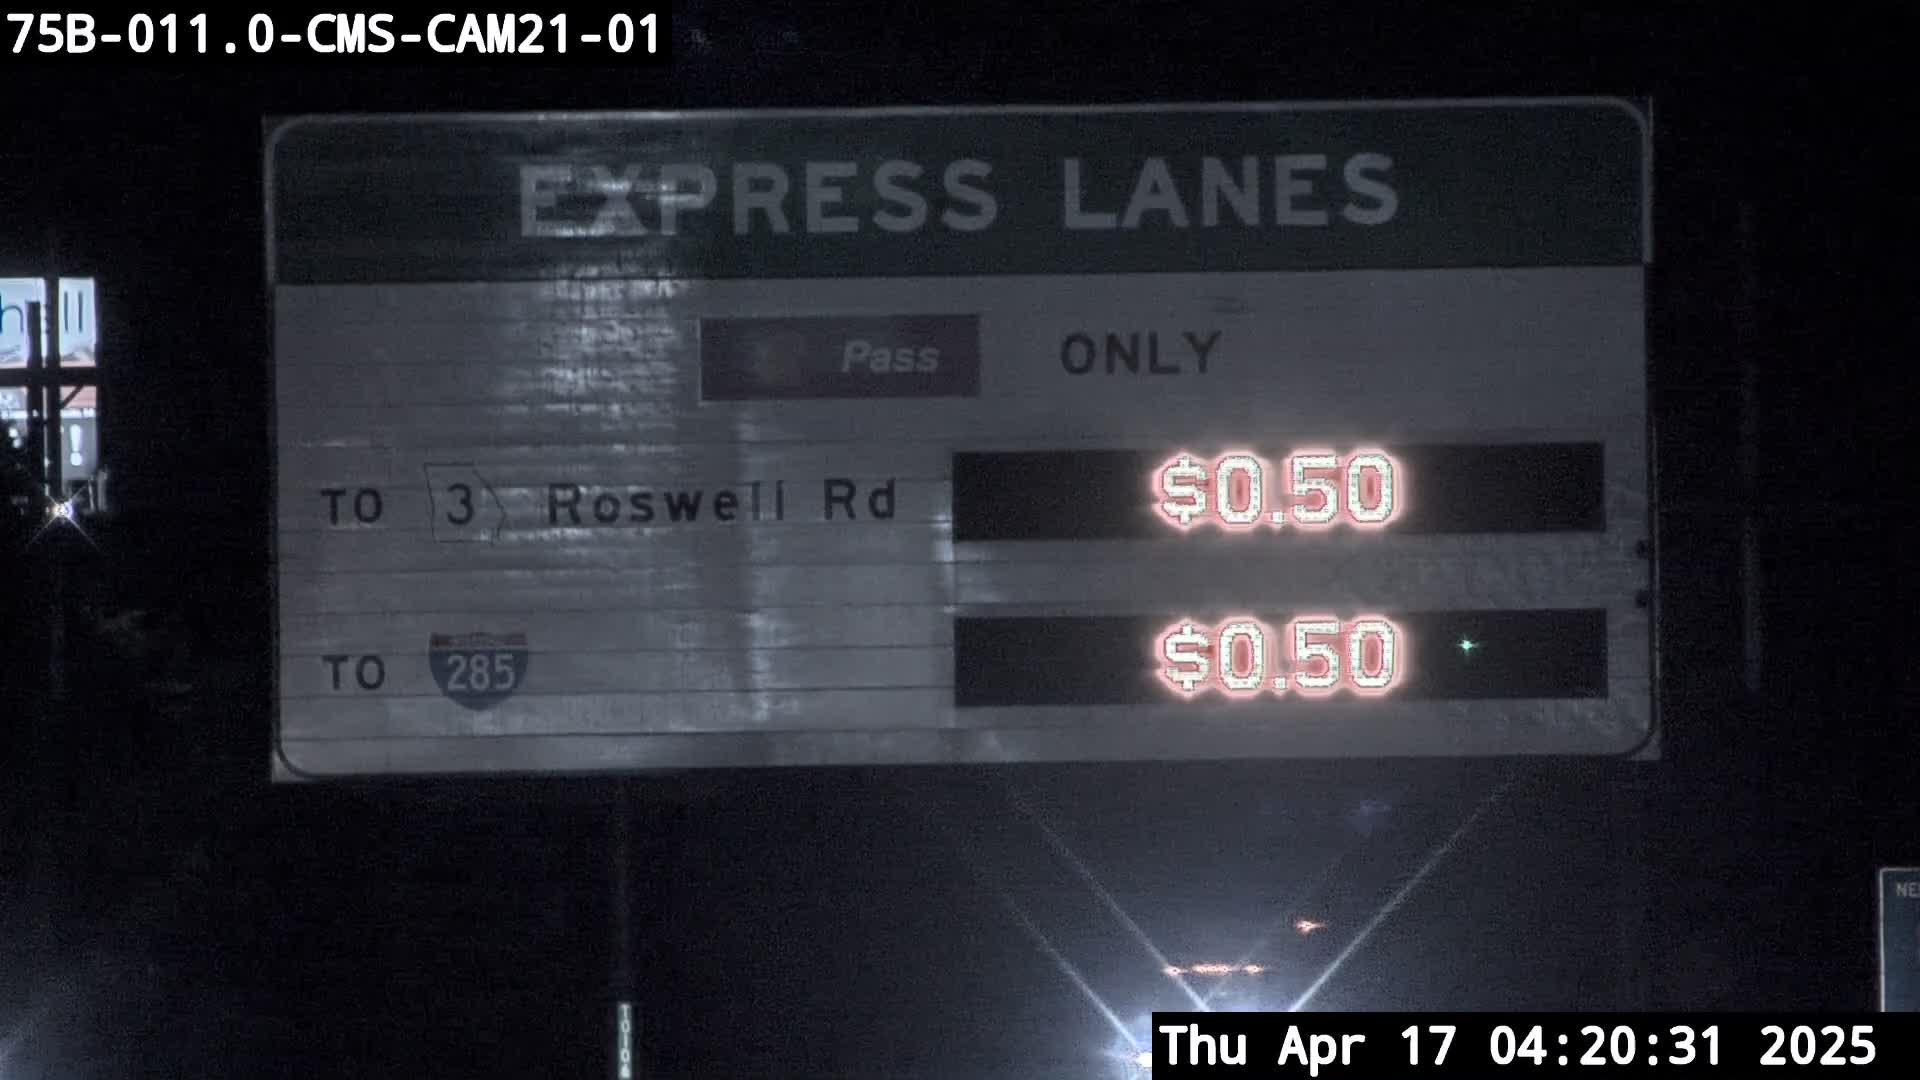 75B-011.0-CMS-CAM21-01
EXPRESS LANES
Pass ONLY
TO 3 Roswell Rd $0.50
TO 285 $0.50
Thu Apr 17 04:20:31 2025